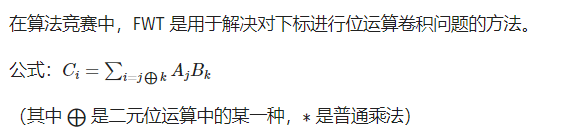 在算法竞赛中，FWT 是用于解决对下标进行位运算卷积问题的方法。
公式：$C_i = \sum_{i=j \bigoplus k} A_j B_k$
（其中 ⨁ 是二元位运算中的某一种，* 是普通乘法）